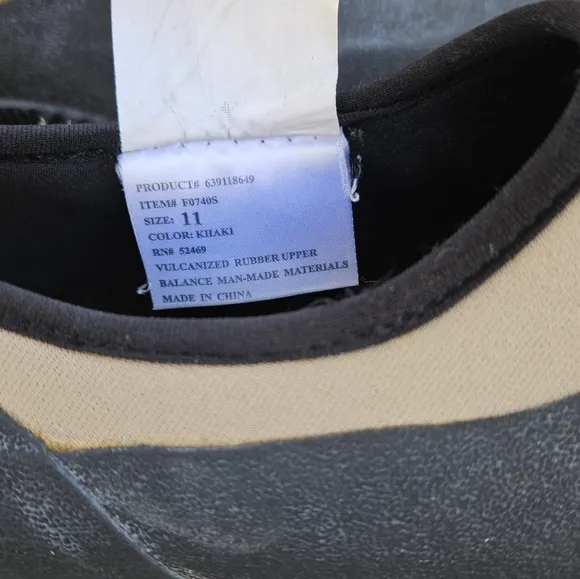 PRODUCT# 639118649
ITEM# F0740S
SIZE: 11
COLOR: KHAKI
RN# 52469
VULCANIZED RUBBER UPPER
BALANCE MAN-MADE MATERIALS
MADE IN CHINA